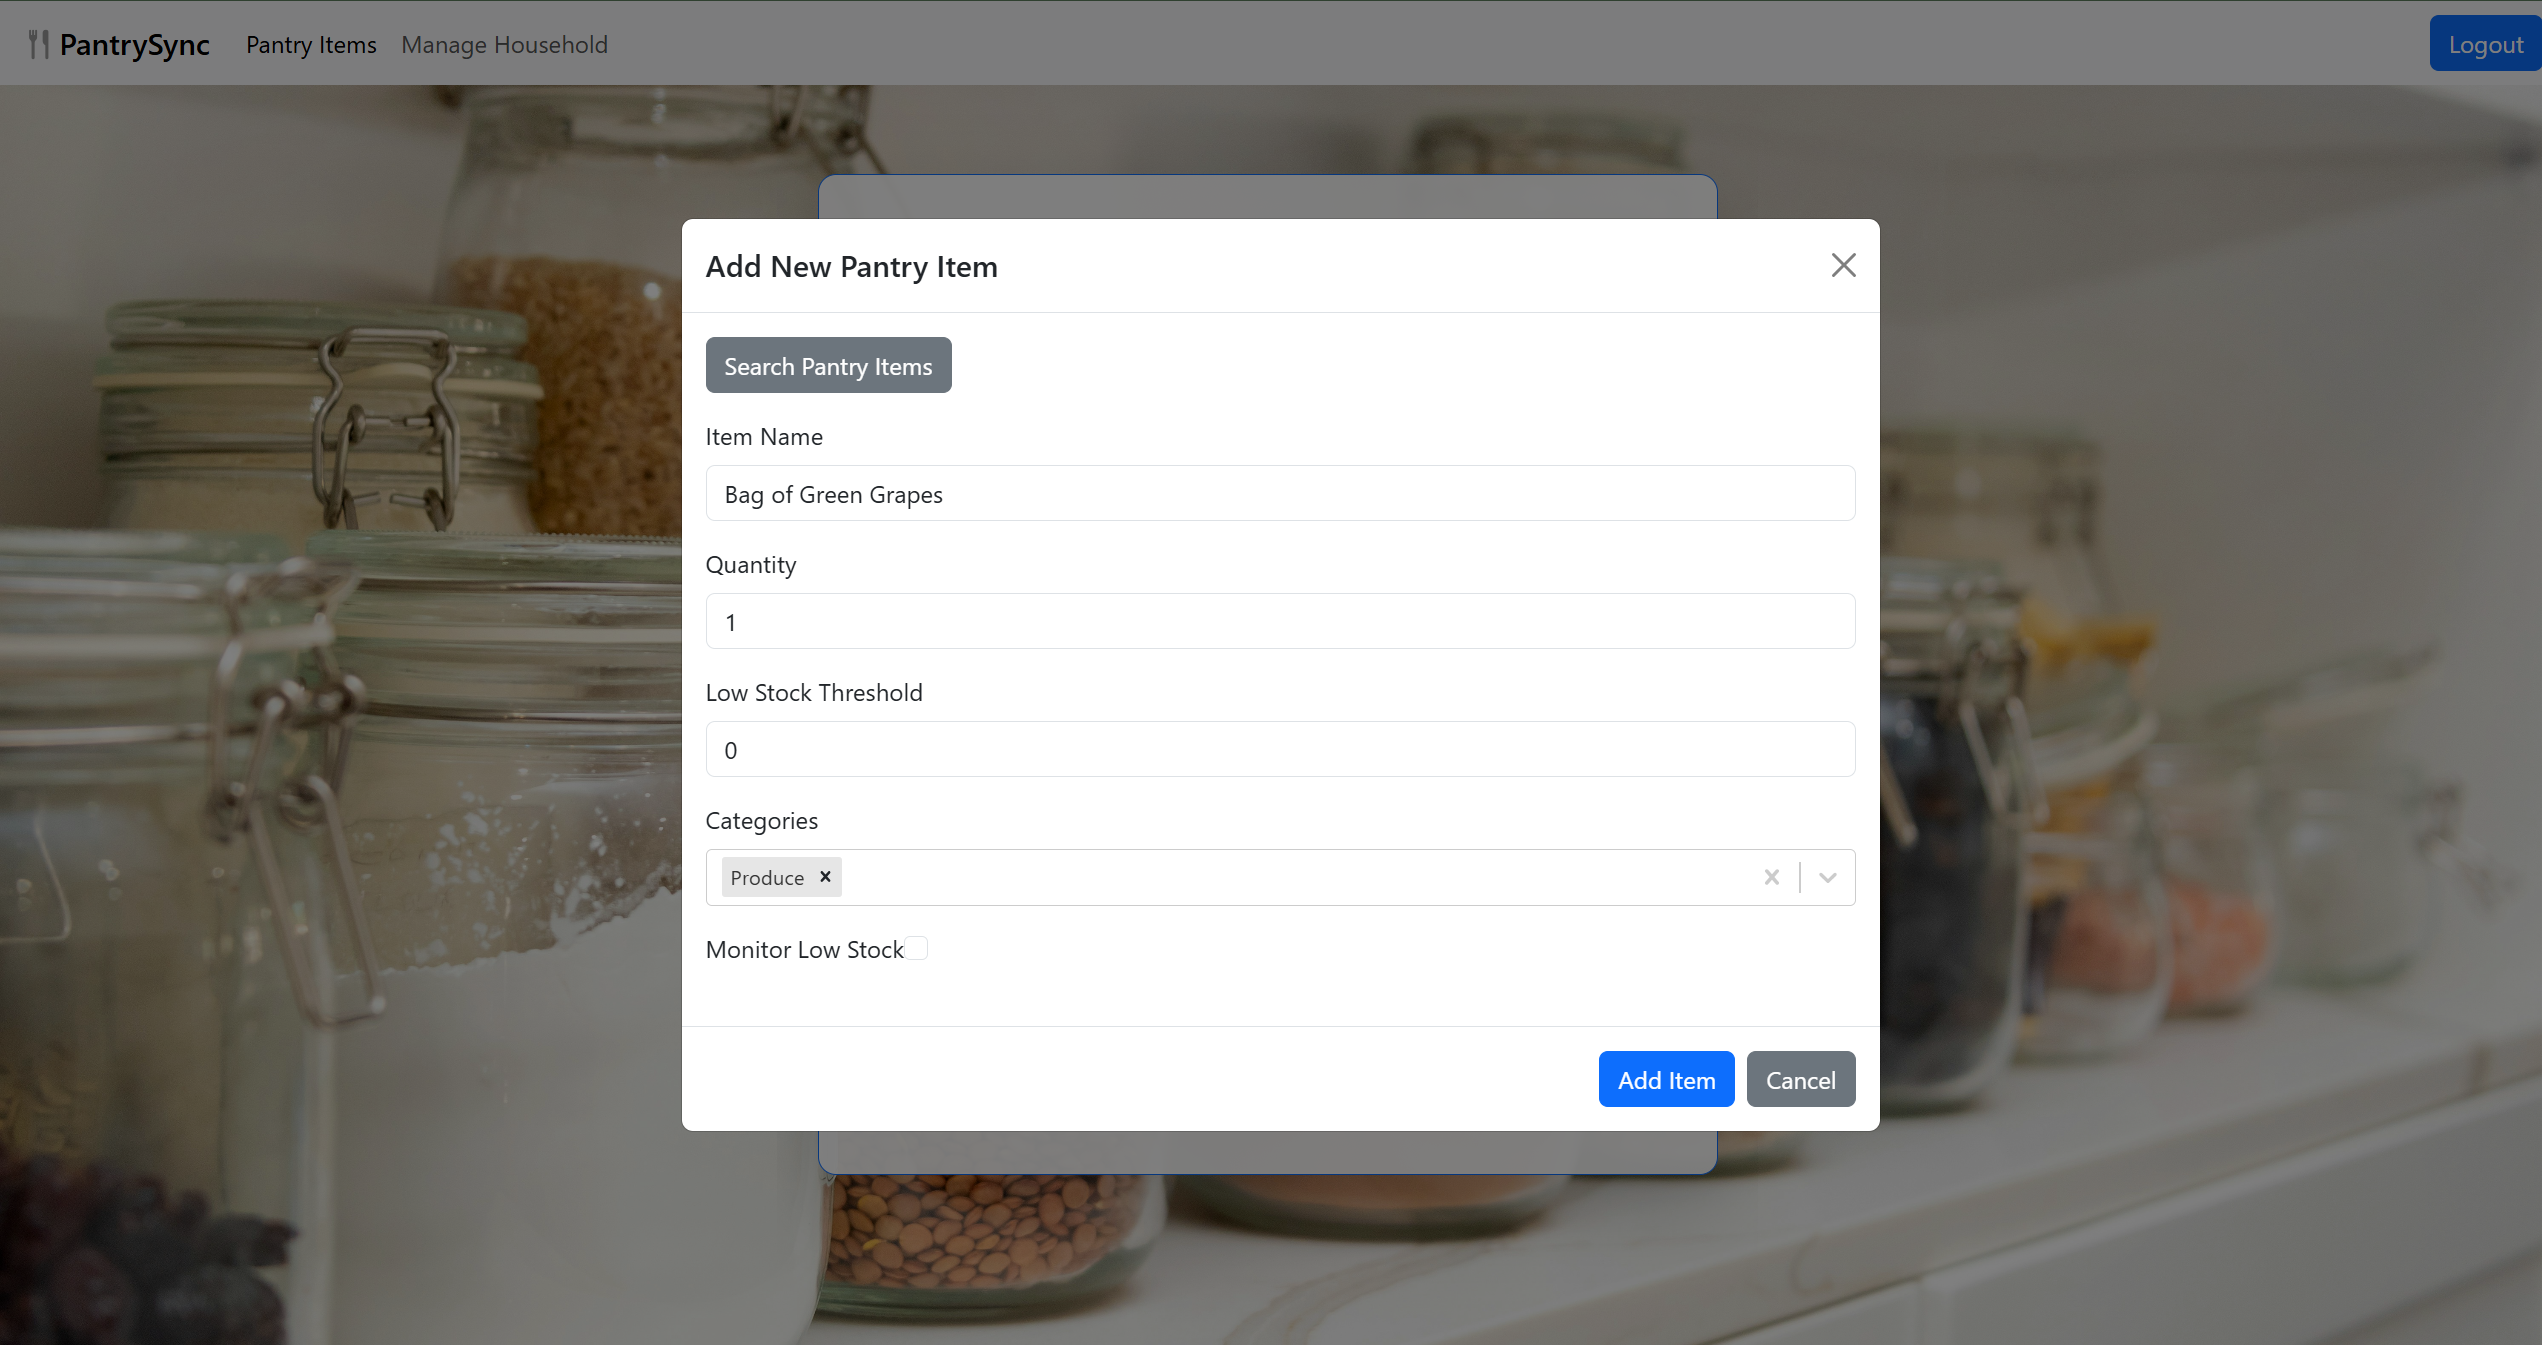 PantrySync Pantry Items Manage Household Logout
Add New Pantry Item
Search Pantry Items
Item Name
Bag of Green Grapes
Quantity
1
Low Stock Threshold
0
Categories
Produce
Monitor Low Stock
Add Item Cancel